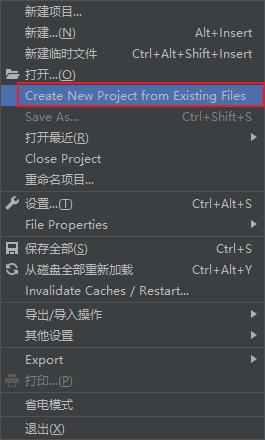 新建项目...
新建...(N) Alt+Insert
新建临时文件 Ctrl+Alt+Shift+Insert
打开...(O)
Create New Project from Existing Files
Save As... Ctrl+Shift+S
打开最近(R)
Close Project
重命名项目...
设置...(T) Ctrl+Alt+S
File Properties
保存全部(S) Ctrl+S
从磁盘全部重新加载 Ctrl+Alt+Y
Invalidate Caches / Restart...
导出/导入操作
其他设置
Export
打印...(P)
省电模式
退出(X)